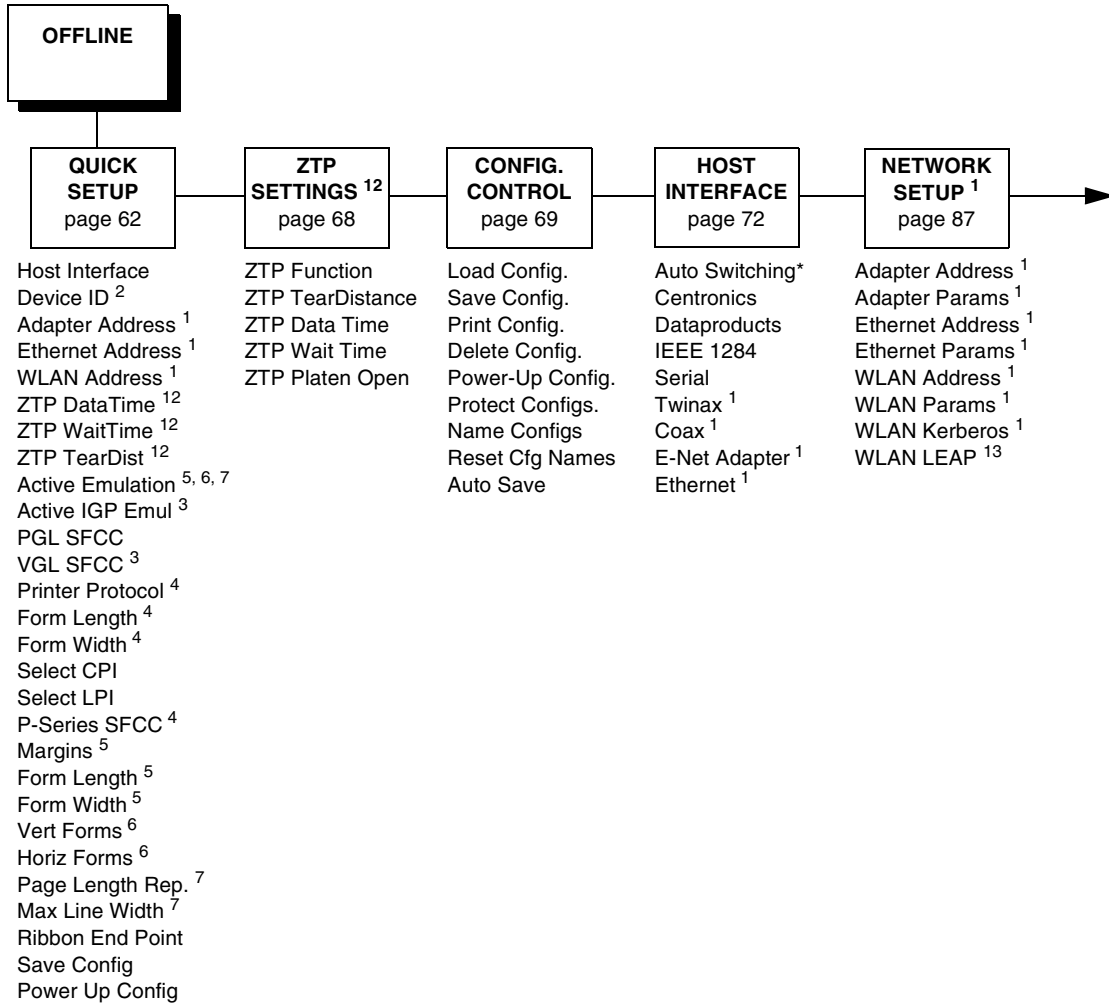 OFFLINE
QUICK
SETUP
page 62
ZTP
SETTINGS 12
page 68
CONFIG.
CONTROL
page 69
HOST
INTERFACE
page 72
NETWORK
SETUP 1
page 87
Host Interface
Device ID 2
Adapter Address 1
Ethernet Address 1
WLAN Address 1
ZTP DataTime 12
ZTP WaitTime 12
ZTP TearDist 12
Active Emulation 5, 6, 7
Active IGP Emul 3
PGL SFCC
VGL SFCC 3
Printer Protocol 4
Form Length 4
Form Width 4
Select CPI
Select LPI
P-Series SFCC 4
Margins 5
Form Length 5
Form Width 5
Vert Forms 6
Horiz Forms 6
Page Length Rep. 7
Max Line Width 7
Ribbon End Point
Save Config
Power Up Config
ZTP Function
ZTP TearDistance
ZTP Data Time
ZTP Wait Time
ZTP Platen Open
Load Config.
Save Config.
Print Config.
Delete Config.
Power-Up Config.
Protect Configs.
Name Configs
Reset Cfg Names
Auto Save
Auto Switching*
Centronics
Dataproducts
IEEE 1284
Serial
Twinax 1
Coax 1
E-Net Adapter 1
Ethernet 1
Adapter Address 1
Adapter Params 1
Ethernet Address 1
Ethernet Params 1
WLAN Address 1
WLAN Params 1
WLAN Kerberos 1
WLAN LEAP 13